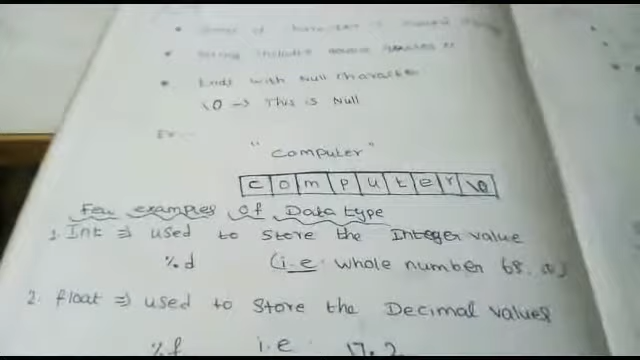 Ends with Null character
\0 → This is Null
Ex:-
"Computer"
C O M P U T E R \0
Few examples of Data type
1. Int ⇒ used to store the Integer value
%d (i.e whole number 68.
2. float ⇒ used to store the Decimal values
%f i.e 17.2